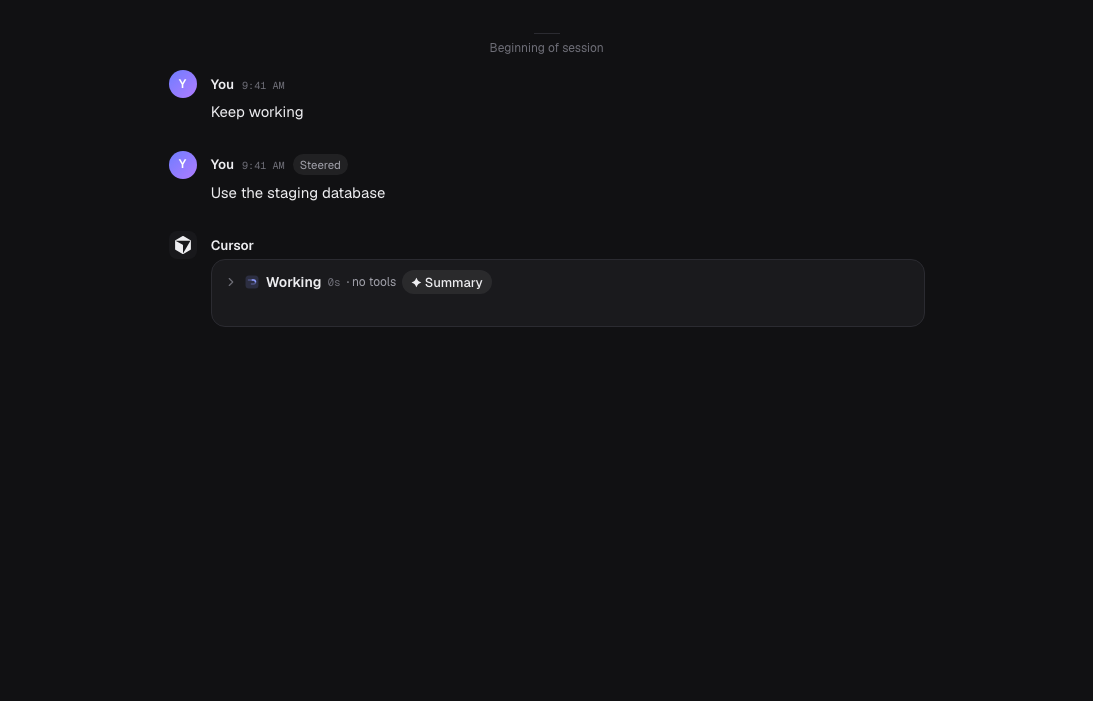 Beginning of session
Y You 9:41 AM
Keep working
Y You 9:41 AM Steered
Use the staging database
Cursor
Working 0s · no tools Summary